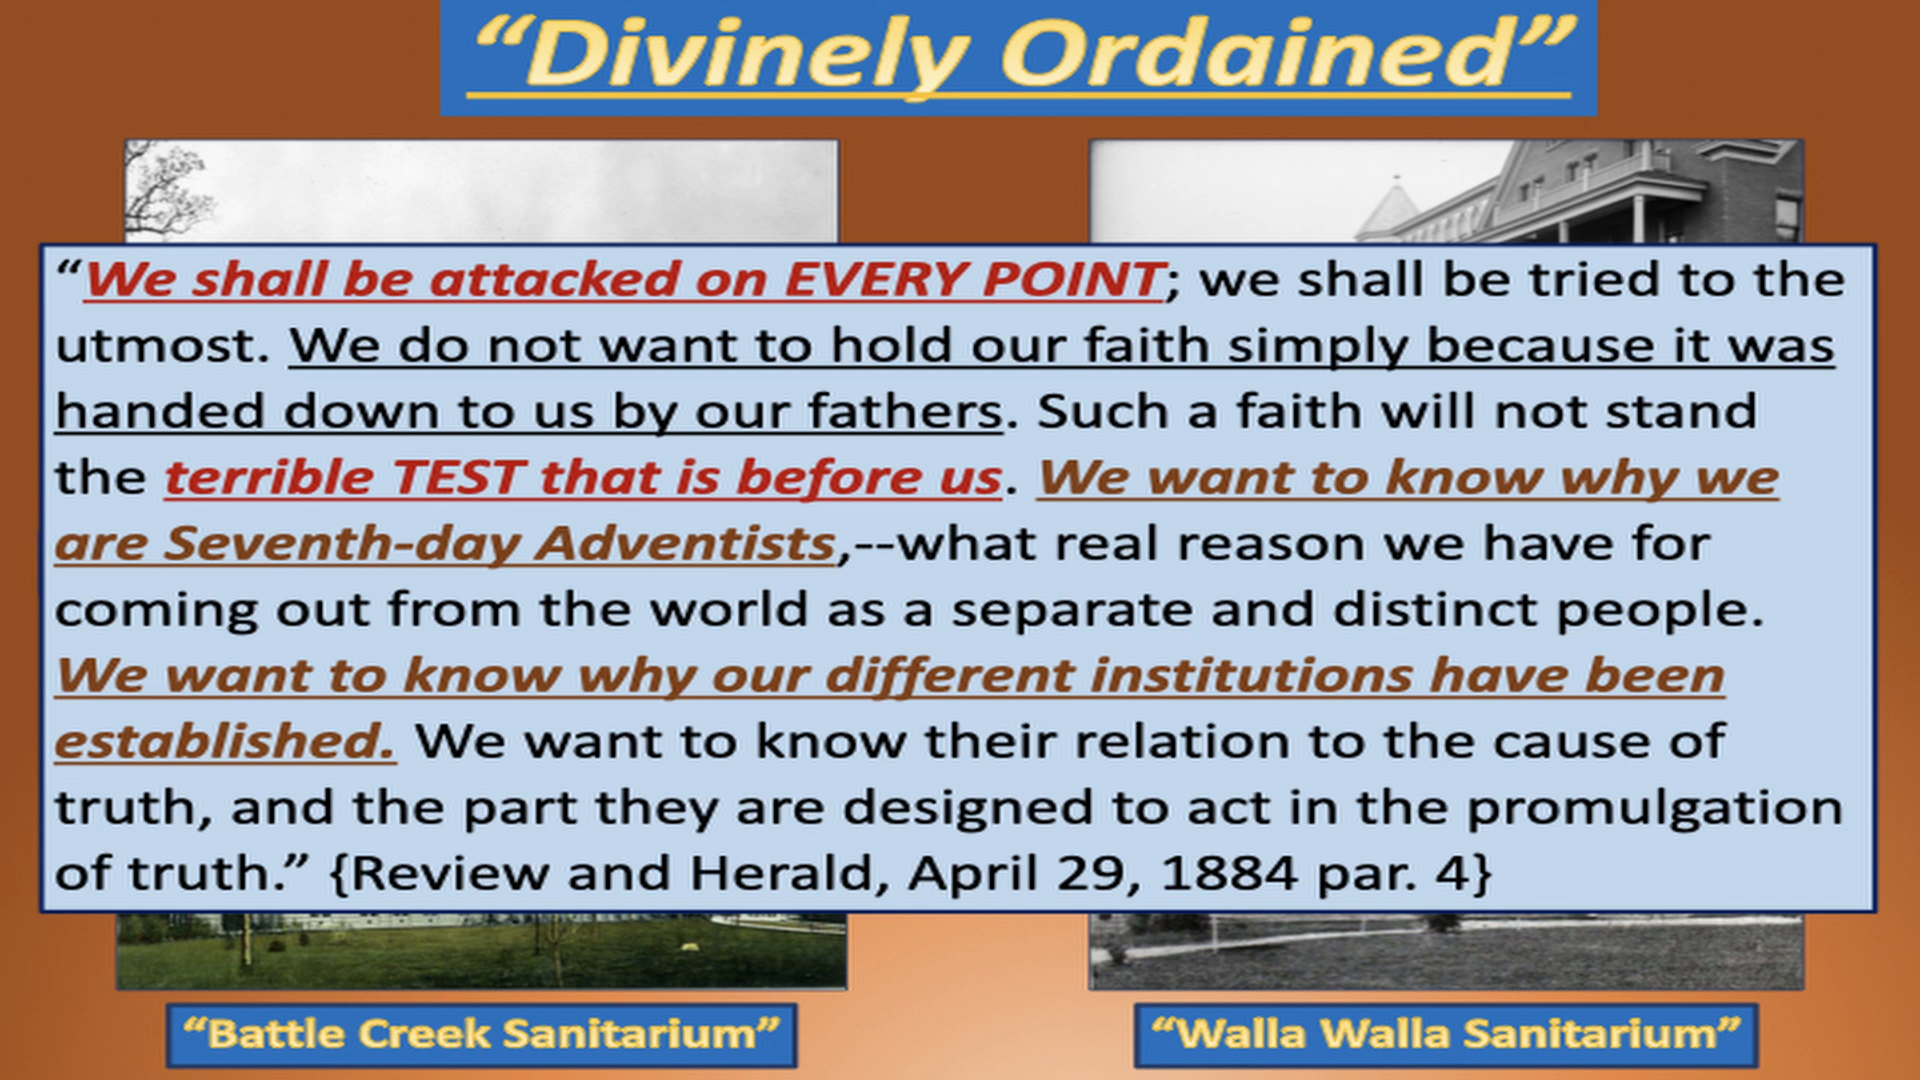 “Divinely Ordained”
“We shall be attacked on EVERY POINT; we shall be tried to the
utmost. We do not want to hold our faith simply because it was
handed down to us by our fathers. Such a faith will not stand
the terrible TEST that is before us. We want to know why we
are Seventh-day Adventists,--what real reason we have for
coming out from the world as a separate and distinct people.
We want to know why our different institutions have been
established. We want to know their relation to the cause of
truth, and the part they are designed to act in the promulgation
of truth.” {Review and Herald, April 29, 1884 par. 4}
“Battle Creek Sanitarium”
“Walla Walla Sanitarium”